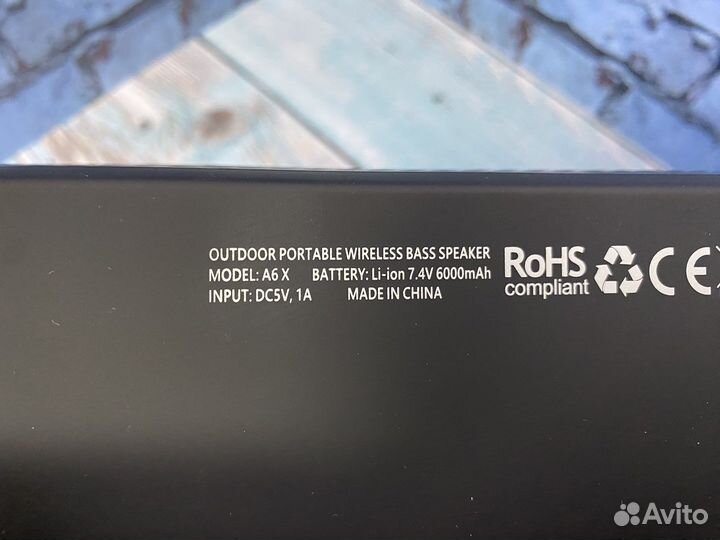 OUTDOOR PORTABLE WIRELESS BASS SPEAKER
MODEL: A6 X BATTERY: Li-ion 7.4V 6000mAh
INPUT: DC5V, 1A MADE IN CHINA
RoHS
compliant
CE
Avito